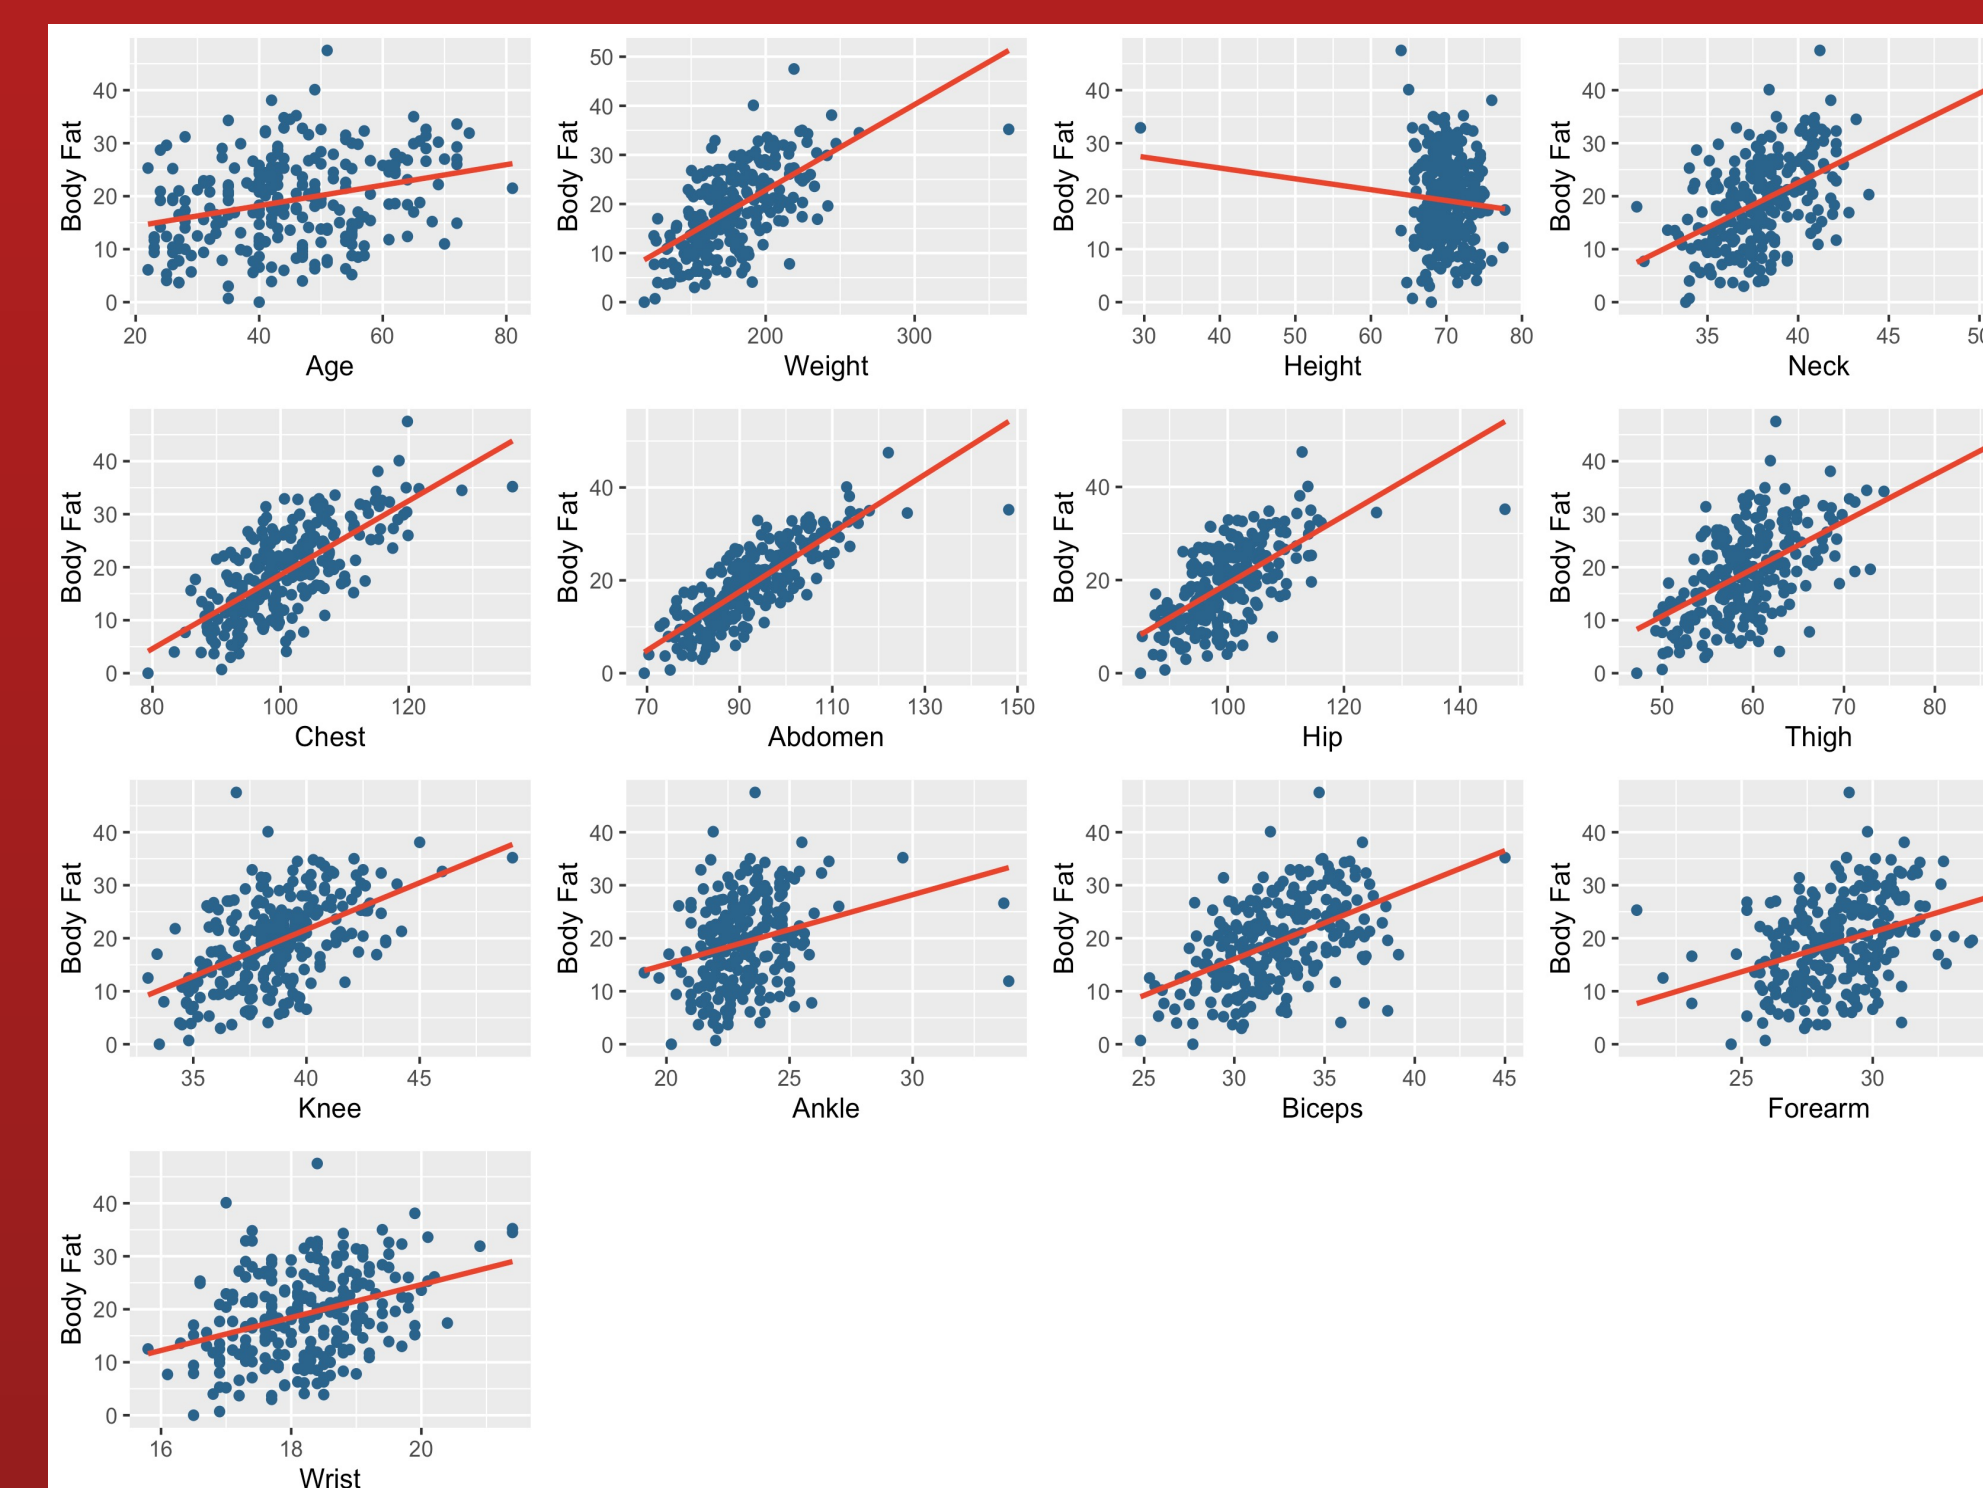 Body Fat
50
40 40 40 40
30 30 30 30
20 20 20 20
10 10 10 10
0 0 0 0
20 40 60 80 200 300 30 40 50 60 70 80 35 40 45
Age Weight Height Neck
Body Fat Body Fat Body Fat
Body Fat Body Fat Body Fat Body Fat
40 40 40 40
30 30
20 20 20 20
10 10
0 0 0 0
80 100 120 70 90 110 130 150 100 120 140 50 60 70 80
Chest Abdomen Hip Thigh
Body Fat Body Fat Body Fat Body Fat
40 40 40 40
30 30 30 30
20 20 20 20
10 10 10 10
0 0 0 0
35 40 45 20 25 30 25 30 35 40 45 25 30
Knee Ankle Biceps Forearm
Body Fat
40
30
20
10
0
16 18 20
Wrist